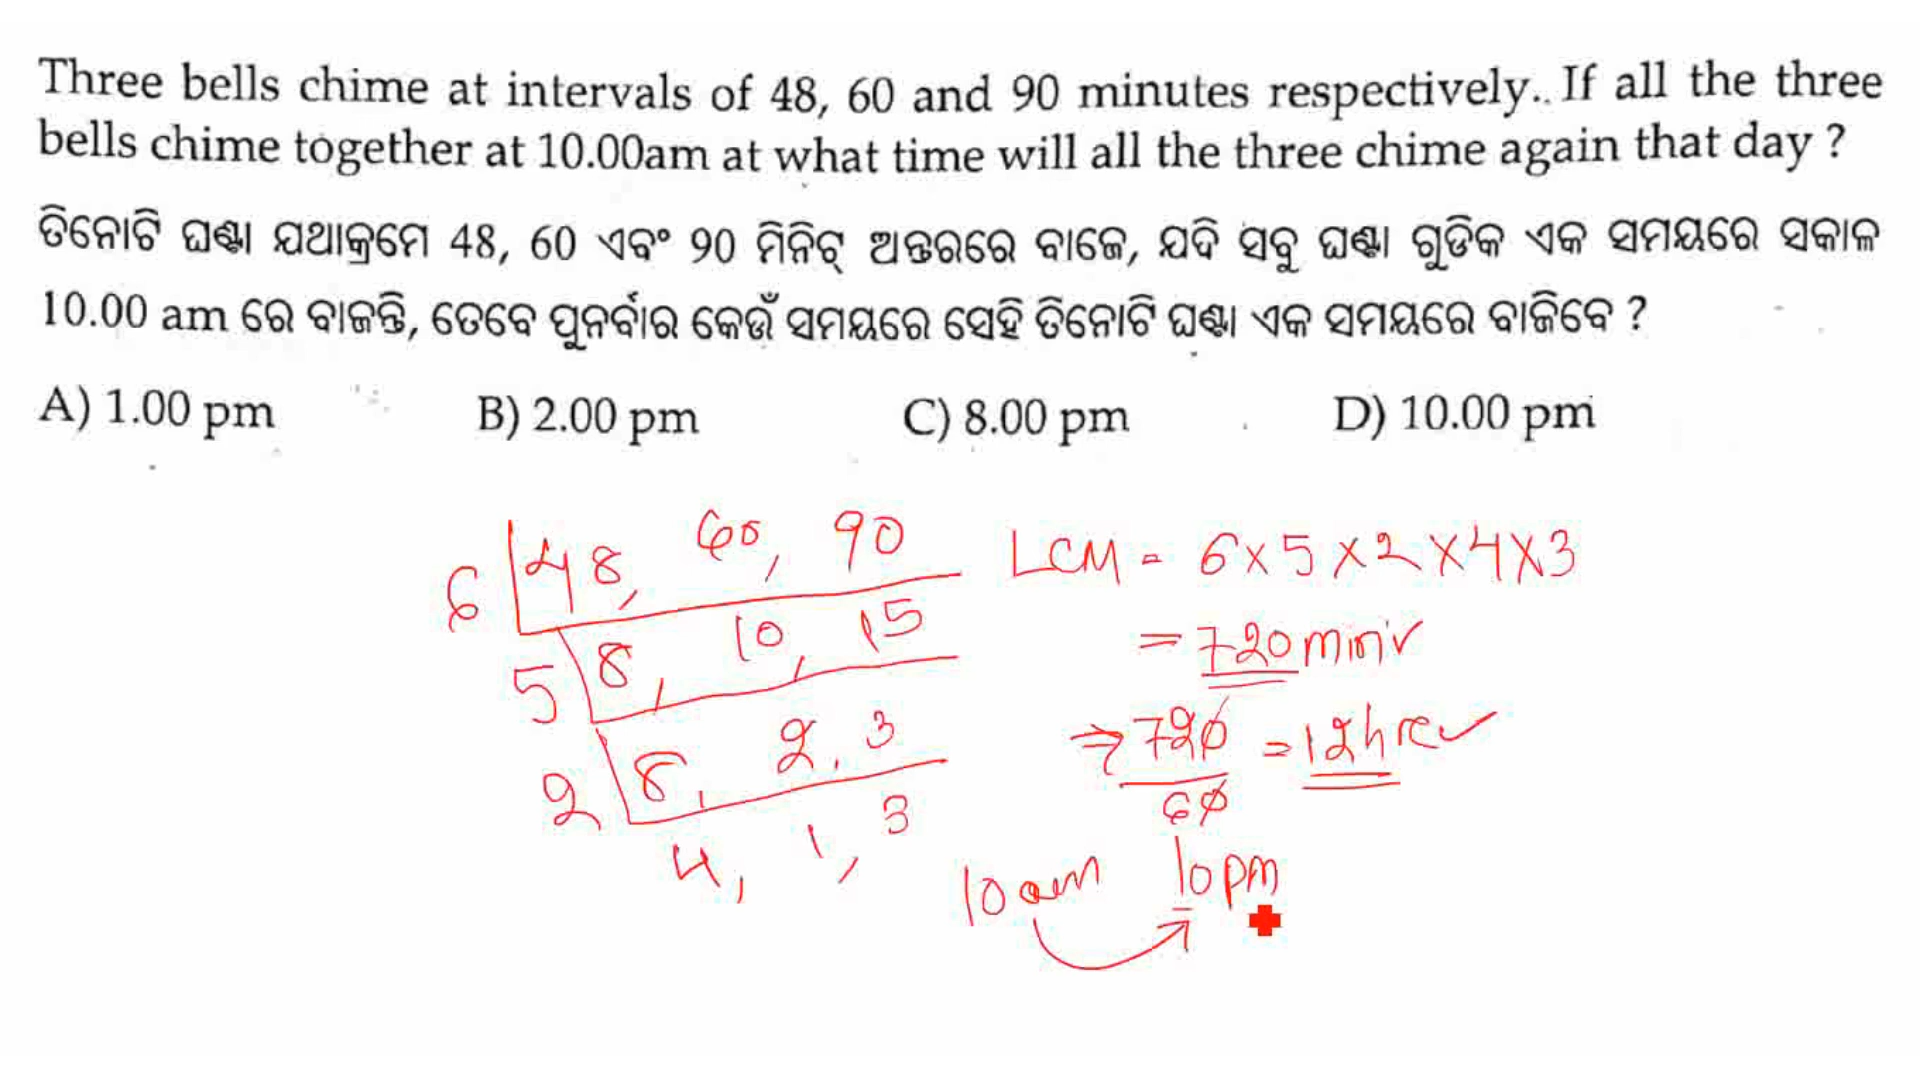 Three bells chime at intervals of 48, 60 and 90 minutes respectively. If all the three
bells chime together at 10.00am at what time will all the three chime again that day ?
ତିନୋଟି ଘଣ୍ଟା ଯଥାକ୍ରମେ 48, 60 ଏବଂ 90 ମିନିଟ୍ ଅନ୍ତରରେ ବାଜେ, ଯଦି ସବୁ ଘଣ୍ଟା ଗୁଡିକ ଏକ ସମୟରେ ସକାଳ
10.00 am ରେ ବାଜନ୍ତି, ତେବେ ପୁନର୍ବାର କେଉଁ ସମୟରେ ସେହି ତିନୋଟି ଘଣ୍ଟା ଏକ ସମୟରେ ବାଜିବେ ?
A) 1.00 pm B) 2.00 pm C) 8.00 pm D) 10.00 pm
6 48, 60, 90
5 8, 10, 15
2 8, 2, 3
4, 1, 3
LCM = 6×5×2×4×3
= 720 min
⇒ 720/60 = 12 hrs
10 am 10 pm